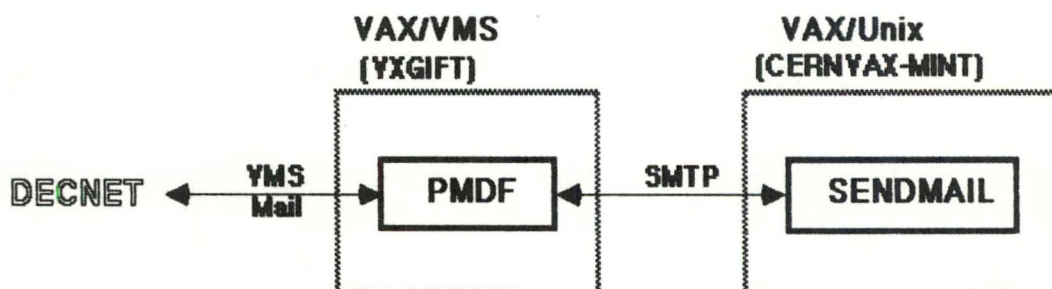 VAX/VMS
(VXGIFT)
VAX/Unix
(CERNVAX-MINT)
DECNET
VMS
Mail
PMDF
SMTP
SENDMAIL